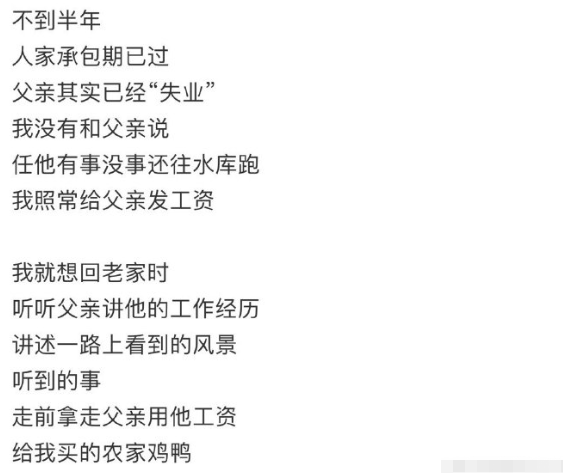 不到半年
人家承包期已过
父亲其实已经“失业”
我没有和父亲说
任他有事没事还往水库跑
我照常给父亲发工资
我就想回老家时
听听父亲讲他的工作经历
讲述一路上看到的风景
听到的事
走前拿走父亲用他工资
给我买的农家鸡鸭